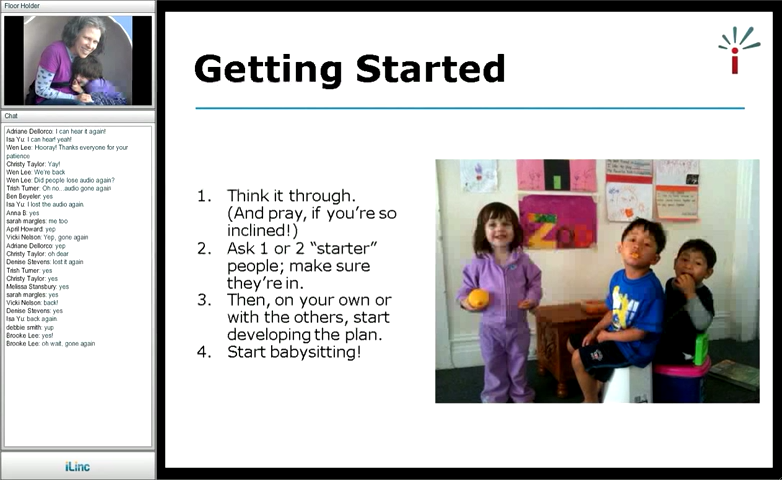 Floor Holder
Chat
Adriane Dellorco: I can hear it again!
Isa Yu: I can hear! yeah!
Wen Lee: Hooray! Thanks everyone for your
patience
Christy Taylor: Yay!
Wen Lee: We're back
Wen Lee: Did people lose audio again?
Trish Turner: Oh no...audio gone again
Ben Beyeler: yes
Isa Yu: I lost the audio again.
Anna B: yes
sarah margles: me too
April Howard: yep
Vicki Nelson: Yep, gone again
Adriane Dellorco: yep
Christy Taylor: oh dear
Denise Stevens: lost it again
Trish Turner: yes
Christy Taylor: yes
Melissa Stansbury: yes
sarah margles: yes
Vicki Nelson: back!
Denise Stevens: yes
Isa Yu: back again
debbie smith: yup
Brooke Lee: yes!
Brooke Lee: oh wait, gone again
iLinc
Getting Started
1. Think it through.
(And pray, if you're so
inclined!)
2. Ask 1 or 2 "starter"
people; make sure
they're in.
3. Then, on your own or
with the others, start
developing the plan.
4. Start babysitting!
Zoe